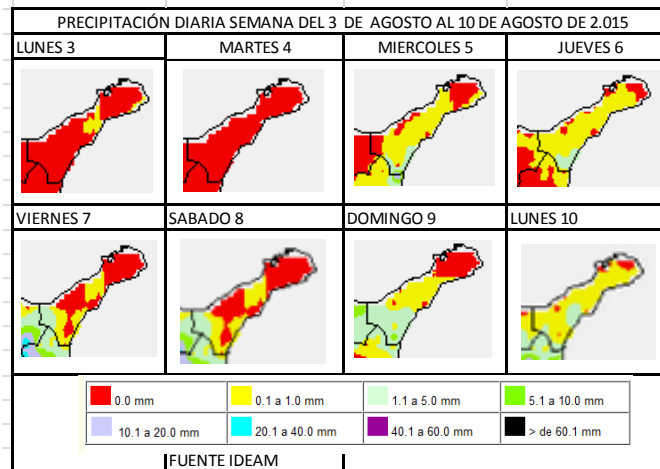 PRECIPITACIÓN DIARIA SEMANA DEL 3 DE AGOSTO AL 10 DE AGOSTO DE 2.015
LUNES 3 MARTES 4 MIERCOLES 5 JUEVES 6
VIERNES 7 SABADO 8 DOMINGO 9 LUNES 10
0.0 mm 0.1 a 1.0 mm 1.1 a 5.0 mm 5.1 a 10.0 mm
10.1 a 20.0 mm 20.1 a 40.0 mm 40.1 a 60.0 mm > de 60.1 mm
FUENTE IDEAM